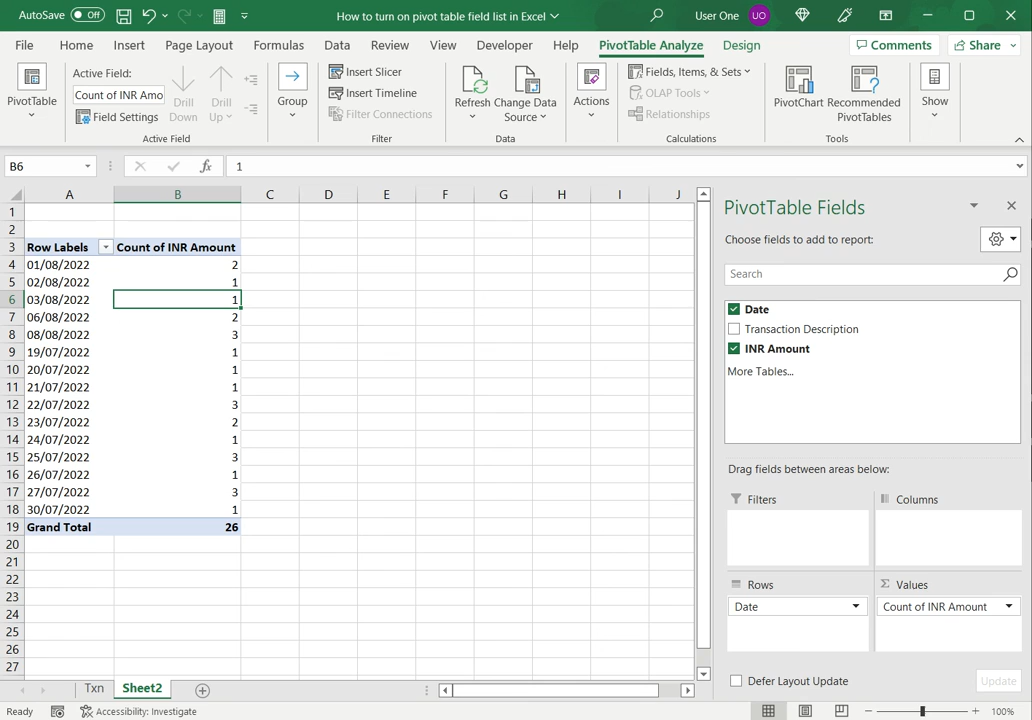 AutoSave Off How to turn on pivot table field list in Excel User One UO
File Home Insert Page Layout Formulas Data Review View Developer Help PivotTable Analyze Design Comments Share
PivotTable
Active Field:
Count of INR Amo
Field Settings
Drill Down
Drill Up
Active Field
Group
Insert Slicer
Insert Timeline
Filter Connections
Filter
Refresh
Change Data Source
Data
Actions
Fields, Items, & Sets
OLAP Tools
Relationships
Calculations
PivotChart
Recommended PivotTables
Tools
Show
B6 fx 1
A B C D E F G H I J
1
2
3 Row Labels Count of INR Amount
4 01/08/2022 2
5 02/08/2022 1
6 03/08/2022 1
7 06/08/2022 2
8 08/08/2022 3
9 19/07/2022 1
10 20/07/2022 1
11 21/07/2022 1
12 22/07/2022 3
13 23/07/2022 2
14 24/07/2022 1
15 25/07/2022 3
16 26/07/2022 1
17 27/07/2022 3
18 30/07/2022 1
19 Grand Total 26
20
21
22
23
24
25
26
27
PivotTable Fields
Choose fields to add to report:
Search
Date
Transaction Description
INR Amount
More Tables...
Drag fields between areas below:
Filters Columns
Rows Σ Values
Date Count of INR Amount
Defer Layout Update Update
Txn Sheet2
Ready Accessibility: Investigate 100%